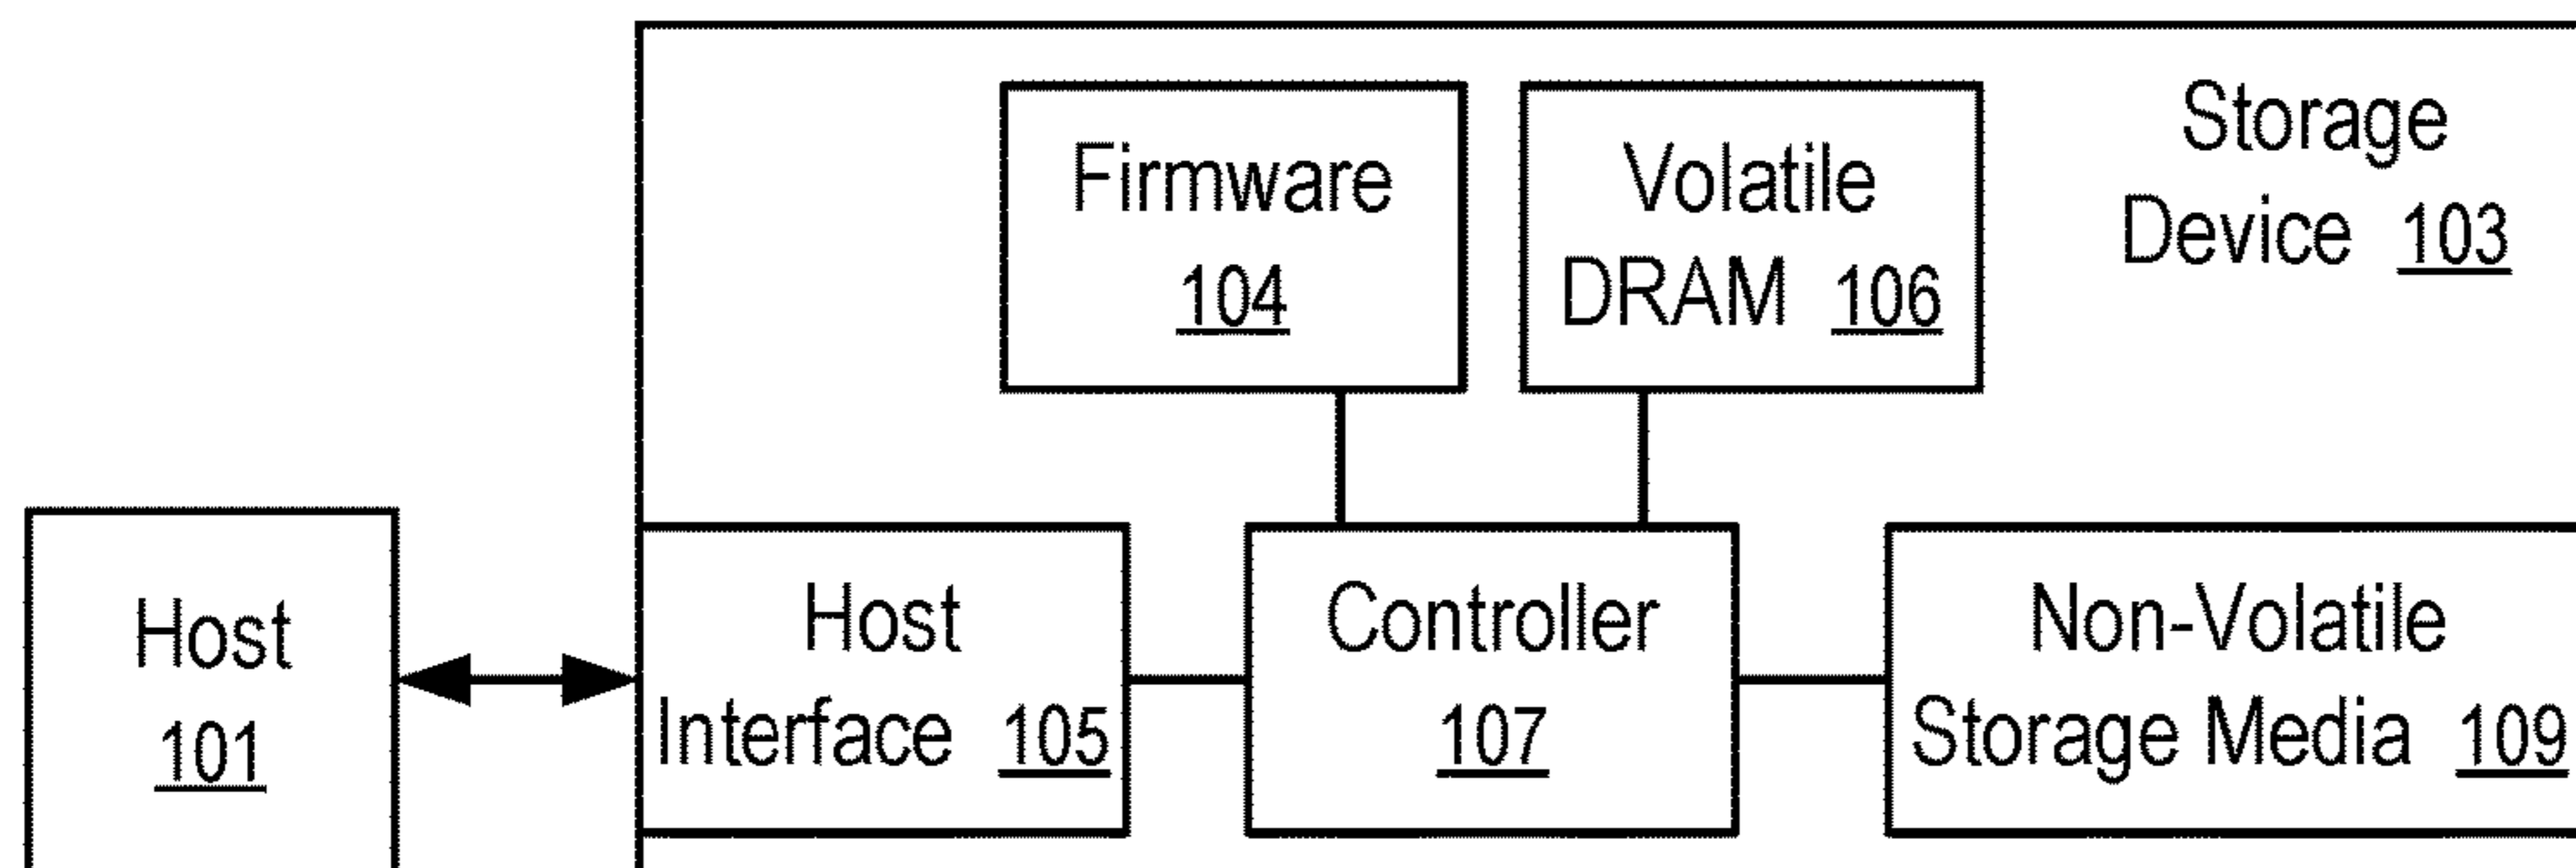 Firmware
104
Volatile
DRAM 106
Storage
Device 103
Host
101
Host
Interface 105
Controller
107
Non-Volatile
Storage Media 109